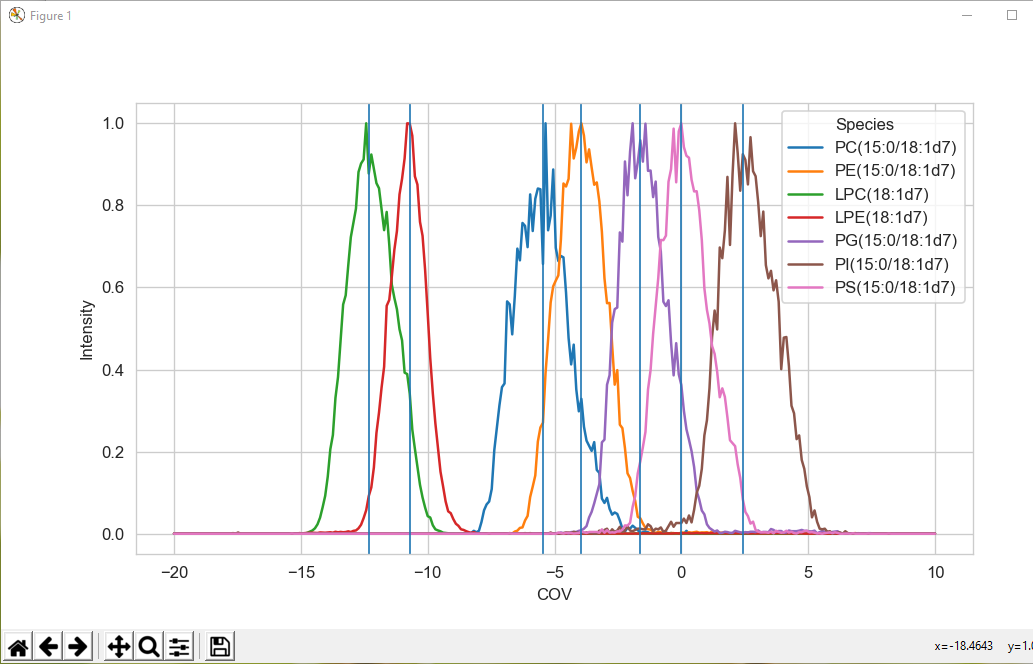 Figure 1
1.0
0.8
0.6
0.4
0.2
0.0
Intensity
−20
−15
−10
−5
0
5
10
COV
Species
PC(15:0/18:1d7)
PE(15:0/18:1d7)
LPC(18:1d7)
LPE(18:1d7)
PG(15:0/18:1d7)
PI(15:0/18:1d7)
PS(15:0/18:1d7)
x=-18.4643 y=1.0